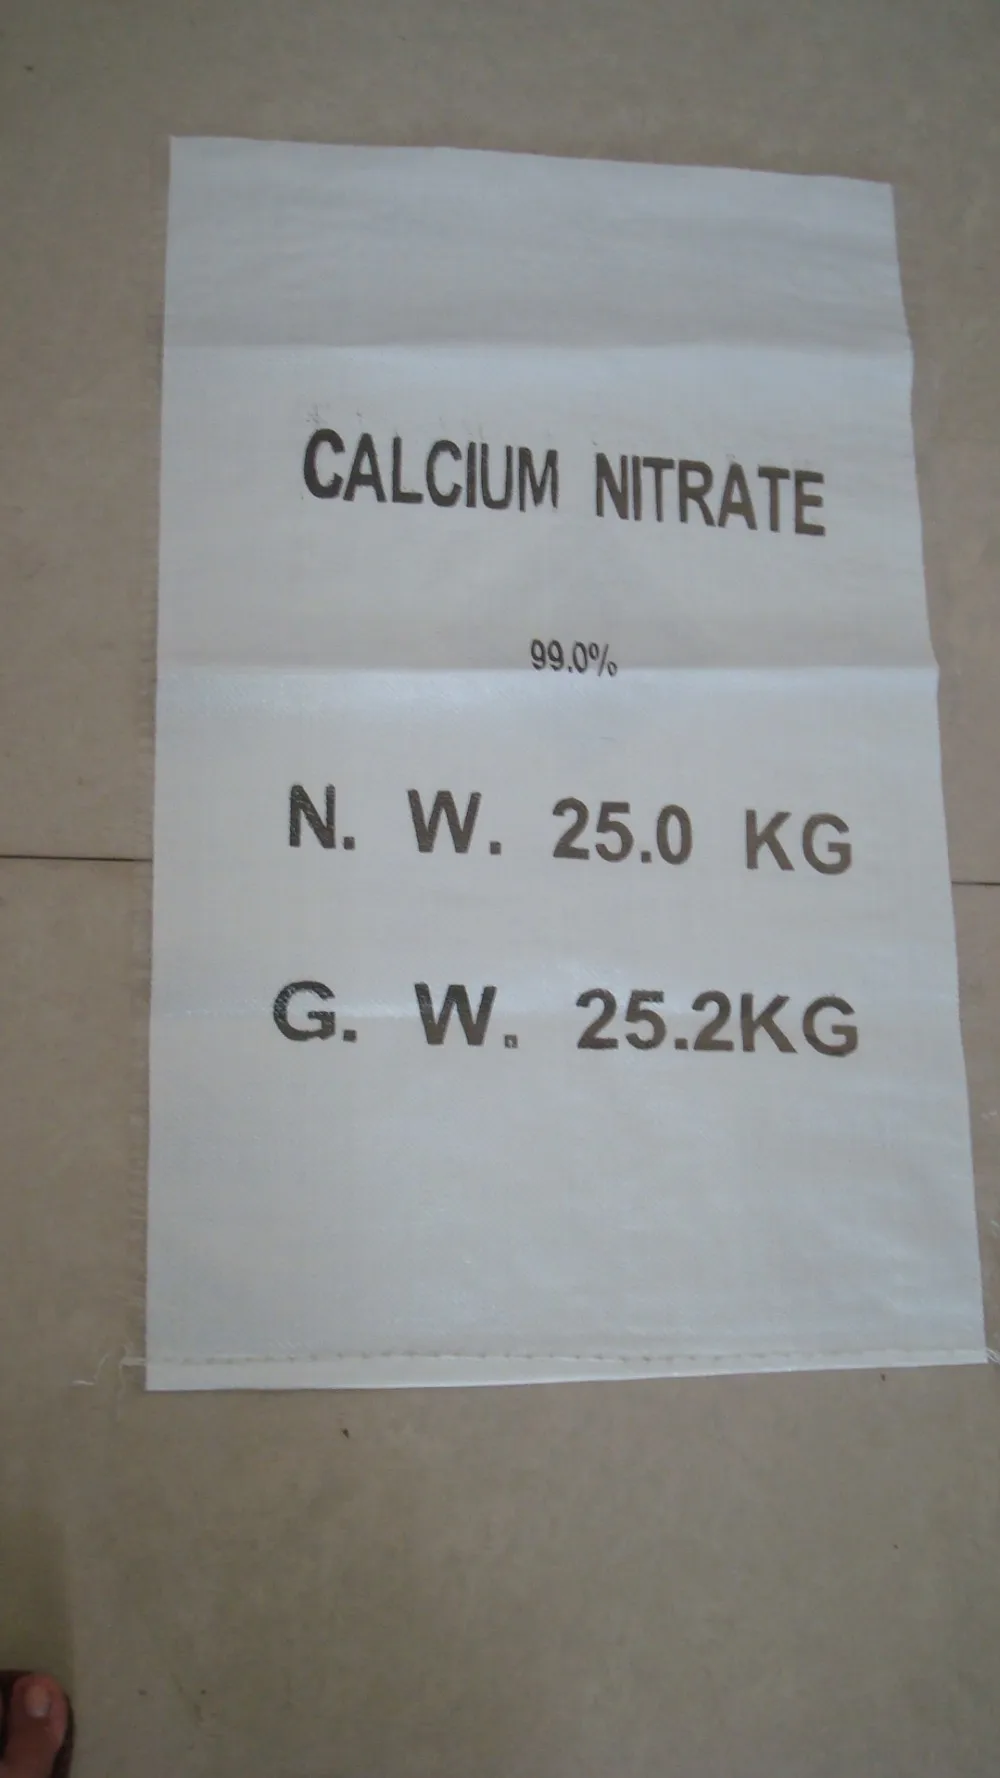 CALCIUM NITRATE
99.0%
N. W. 25.0 KG
G. W. 25.2KG